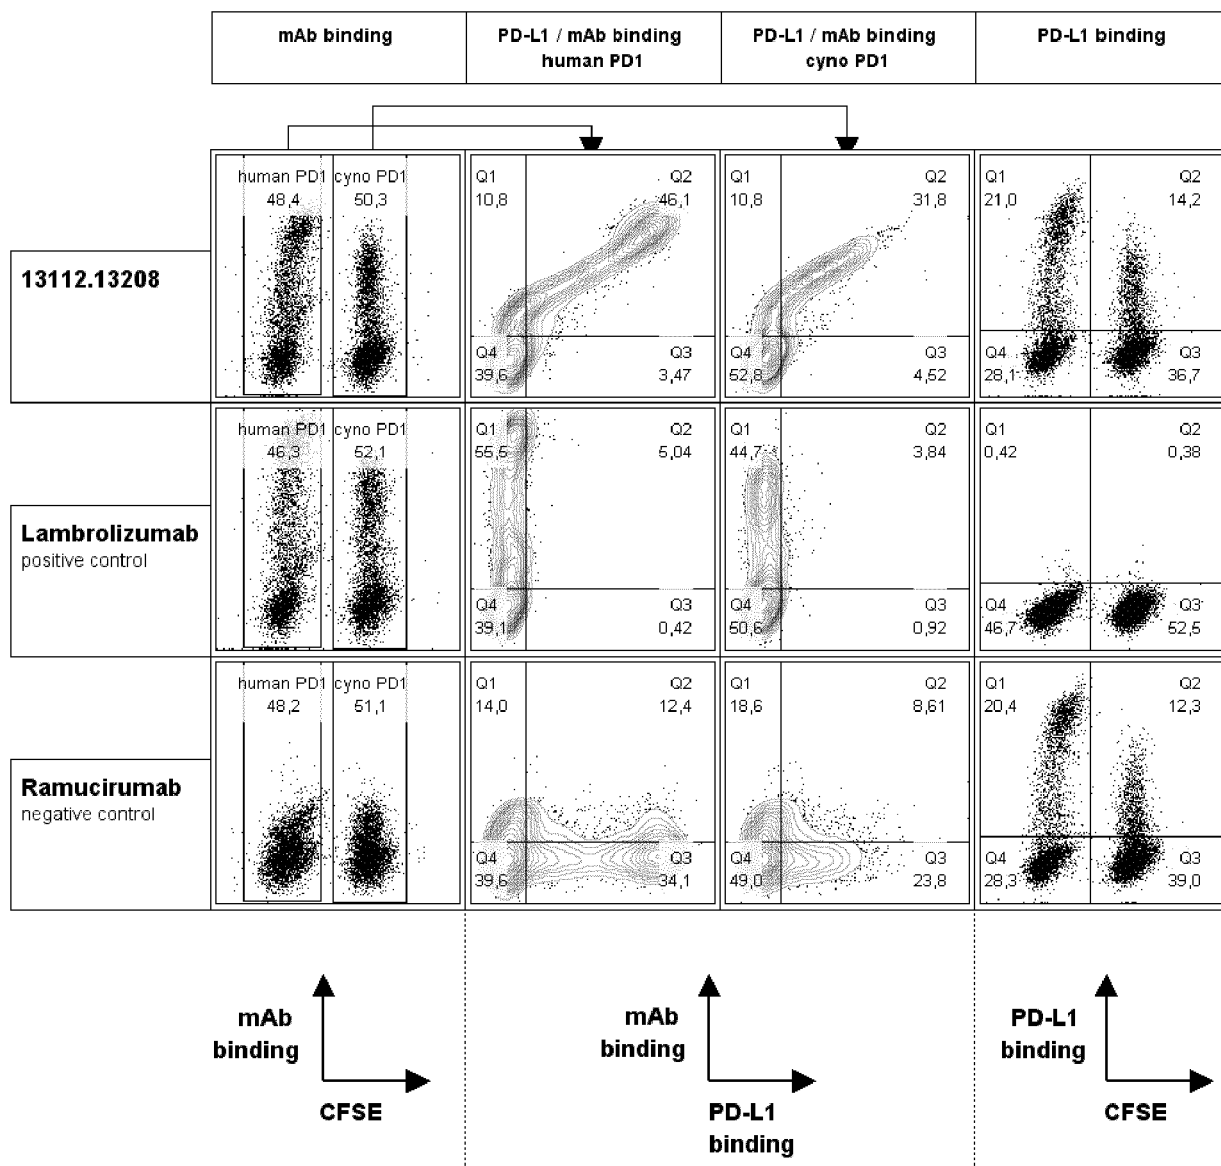 mAb binding
PD-L1 / mAb binding
human PD1
PD-L1 / mAb binding
cyno PD1
PD-L1 binding
13112.13208
human PD1 cyno PD1
48,4 50,3
Q1 Q2
10,8 46,1
Q4 Q3
39,6 3,47
Q1 Q2
10,8 31,8
Q4 Q3
52,8 4,52
Q1 Q2
21,0 14,2
Q4 Q3
28,1 36,7
Lambrolizumab
positive control
human PD1 cyno PD1
46,3 52,1
Q1 Q2
55,5 5,04
Q4 Q3
39,1 0,42
Q1 Q2
44,7 3,84
Q4 Q3
50,6 0,92
Q1 Q2
0,42 0,38
Q4 Q3
46,7 52,5
Ramucirumab
negative control
human PD1 cyno PD1
48,2 51,1
Q1 Q2
14,0 12,4
Q4 Q3
39,6 34,1
Q1 Q2
18,6 8,61
Q4 Q3
49,0 23,8
Q1 Q2
20,4 12,3
Q4 Q3
28,3 39,0
mAb
binding
CFSE
mAb
binding
PD-L1
binding
PD-L1
binding
CFSE